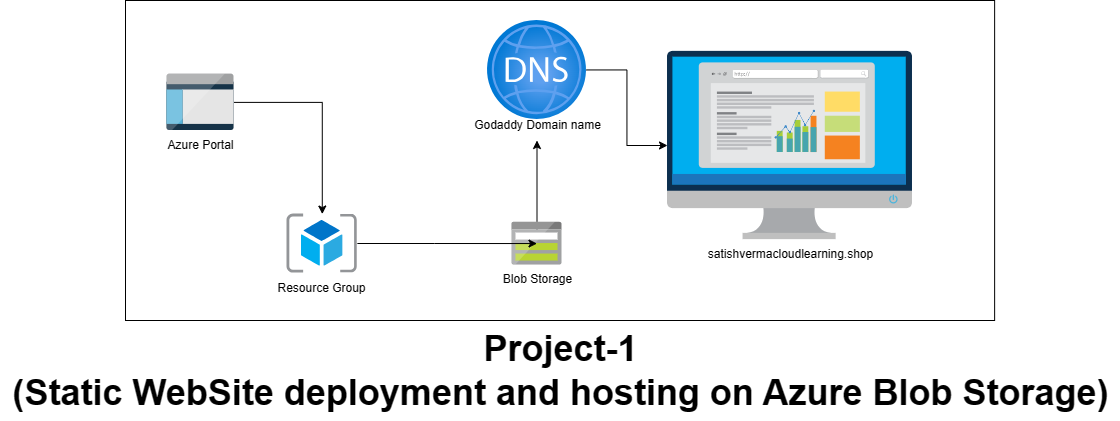 DNS
http://
Godaddy Domain name
Azure Portal
satishvermacloudlearning.shop
Resource Group
Blob Storage
Project-1
(Static WebSite deployment and hosting on Azure Blob Storage)